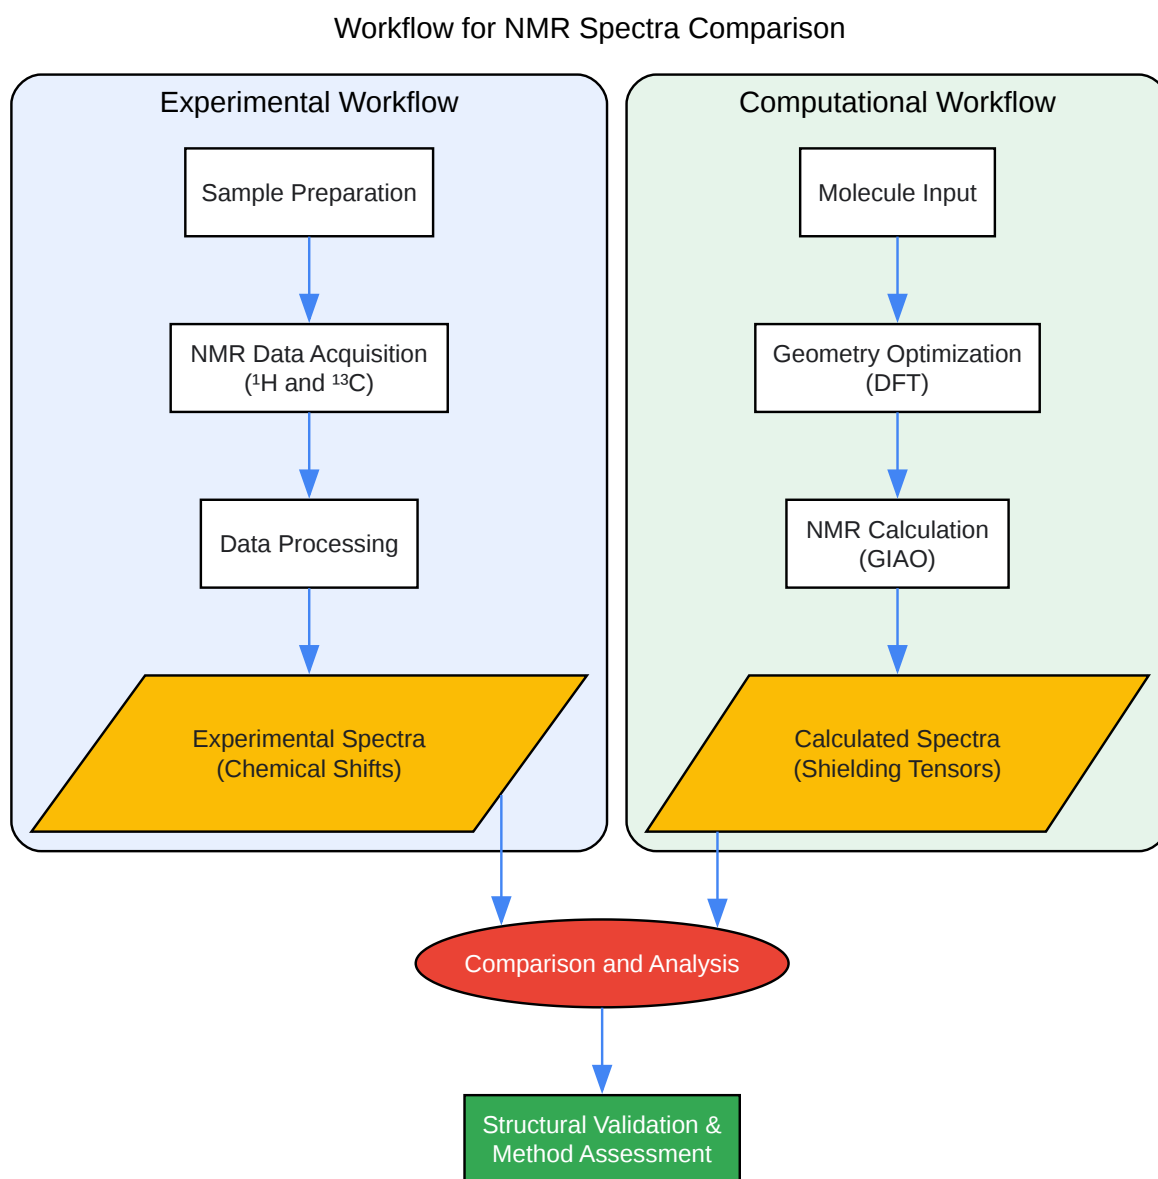 Workflow for NMR Spectra Comparison
Experimental Workflow
Sample Preparation
NMR Data Acquisition
(¹H and ¹³C)
Data Processing
Experimental Spectra
(Chemical Shifts)
Computational Workflow
Molecule Input
Geometry Optimization
(DFT)
NMR Calculation
(GIAO)
Calculated Spectra
(Shielding Tensors)
Comparison and Analysis
Structural Validation &
Method Assessment